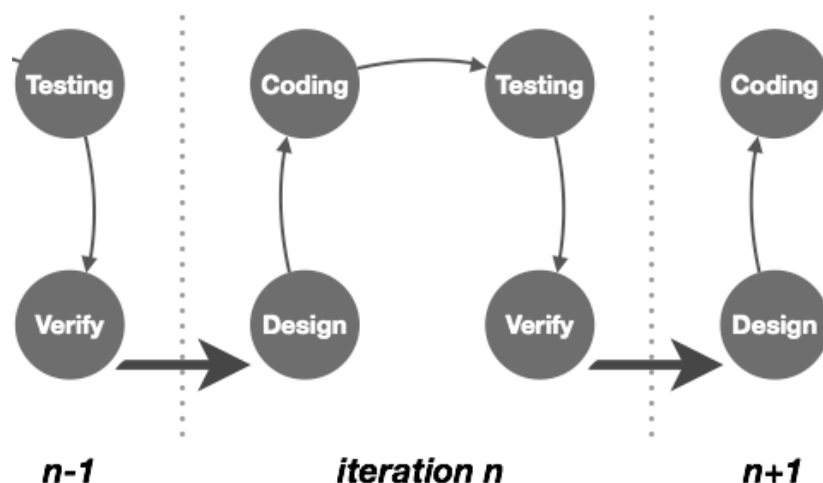 Testing
Coding
Testing
Coding
Verify
Design
Verify
Design
n-1
iteration n
n+1